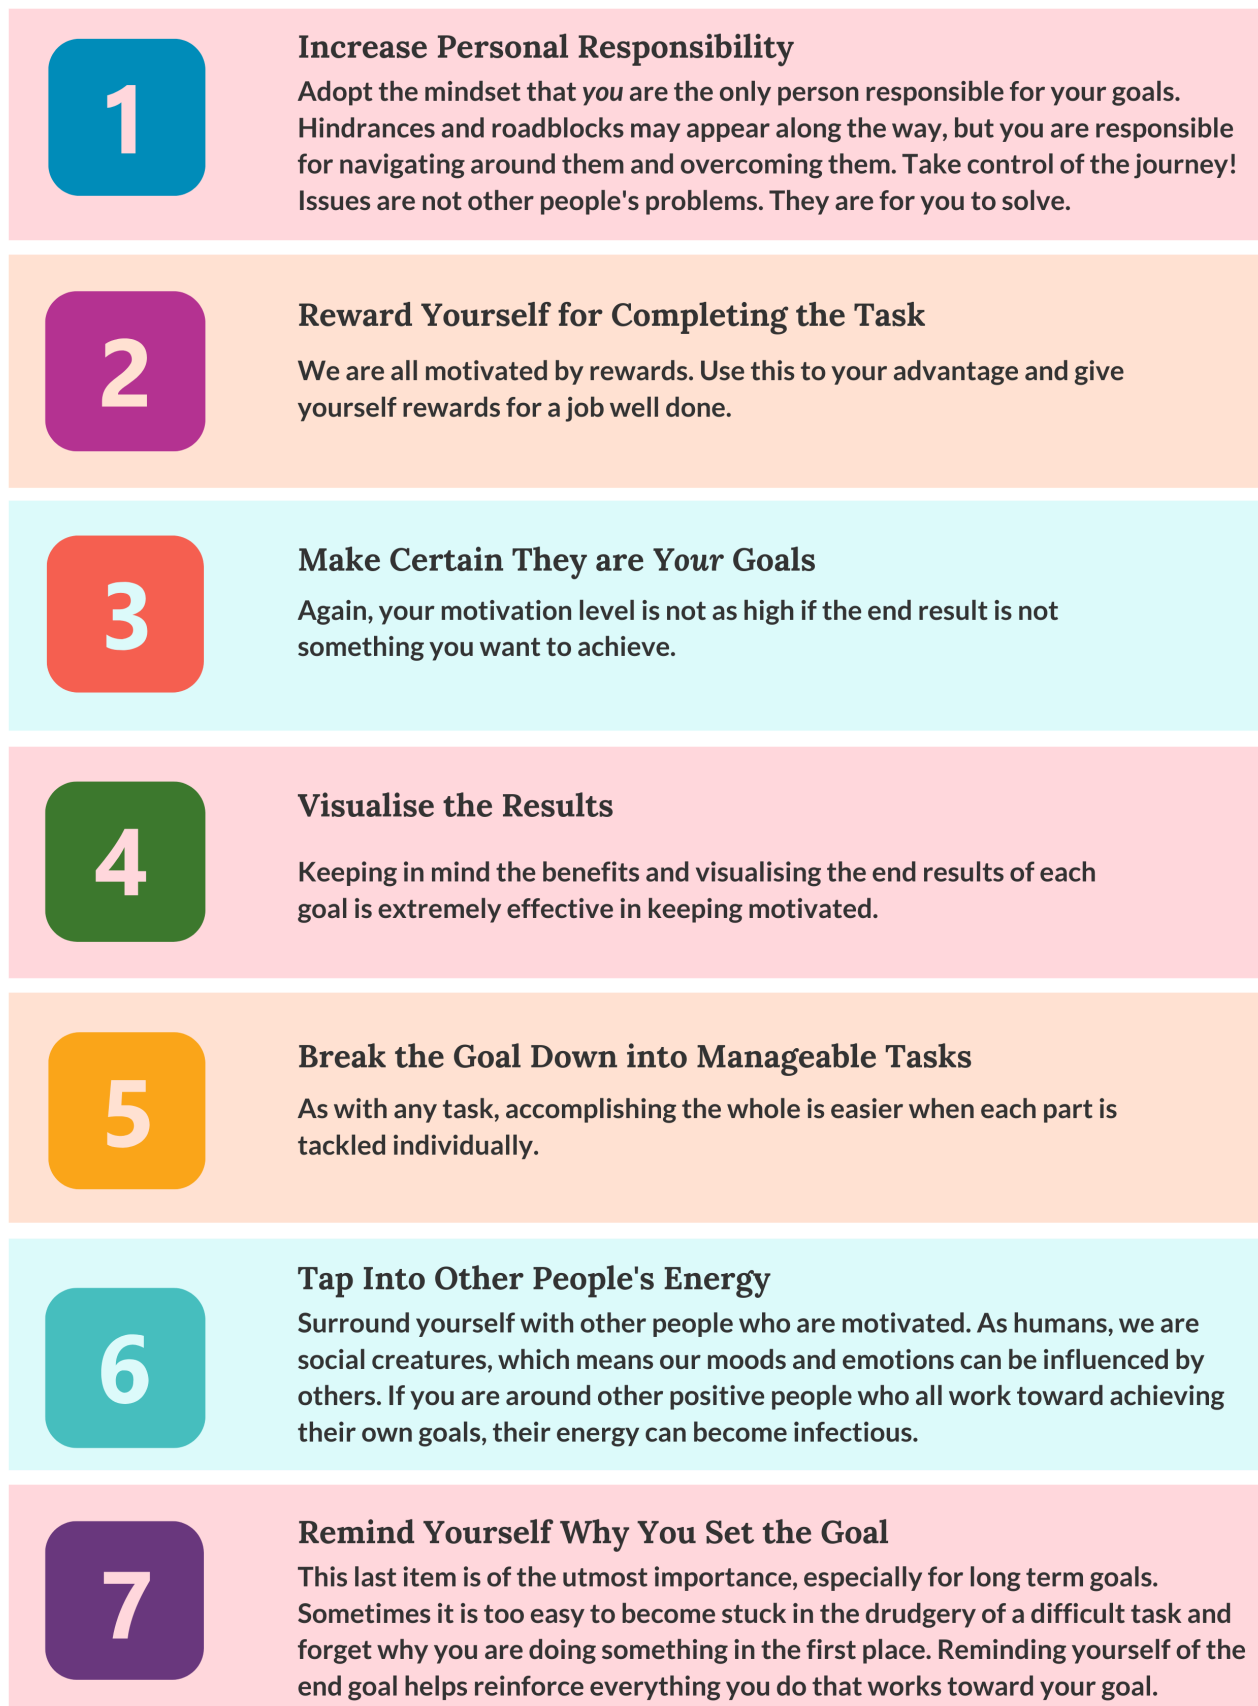 1
Increase Personal Responsibility
Adopt the mindset that you are the only person responsible for your goals.
Hindrances and roadblocks may appear along the way, but you are responsible
for navigating around them and overcoming them. Take control of the journey!
Issues are not other people's problems. They are for you to solve.
2
Reward Yourself for Completing the Task
We are all motivated by rewards. Use this to your advantage and give
yourself rewards for a job well done.
3
Make Certain They are Your Goals
Again, your motivation level is not as high if the end result is not
something you want to achieve.
4
Visualise the Results
Keeping in mind the benefits and visualising the end results of each
goal is extremely effective in keeping motivated.
5
Break the Goal Down into Manageable Tasks
As with any task, accomplishing the whole is easier when each part is
tackled individually.
6
Tap Into Other People's Energy
Surround yourself with other people who are motivated. As humans, we are
social creatures, which means our moods and emotions can be influenced by
others. If you are around other positive people who all work toward achieving
their own goals, their energy can become infectious.
7
Remind Yourself Why You Set the Goal
This last item is of the utmost importance, especially for long term goals.
Sometimes it is too easy to become stuck in the drudgery of a difficult task and
forget why you are doing something in the first place. Reminding yourself of the
end goal helps reinforce everything you do that works toward your goal.